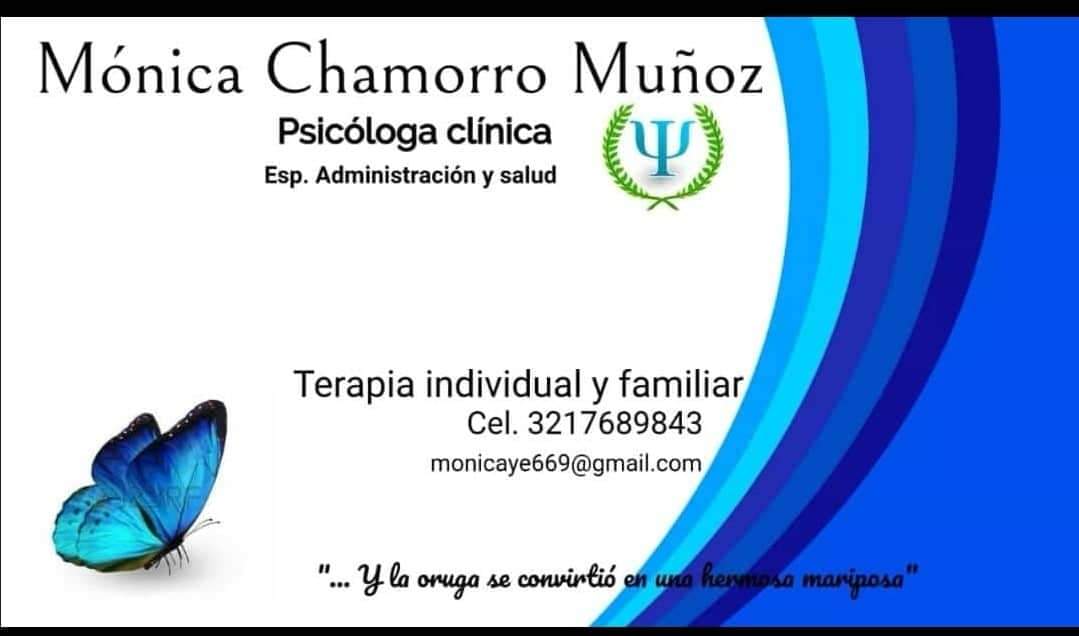 Mónica Chamorro Muñoz
Psicóloga clínica
Esp. Administración y salud
Ψ
Terapia individual y familiar
Cel. 3217689843
monicaye669@gmail.com
"... Y la oruga se convirtió en una hermosa mariposa"